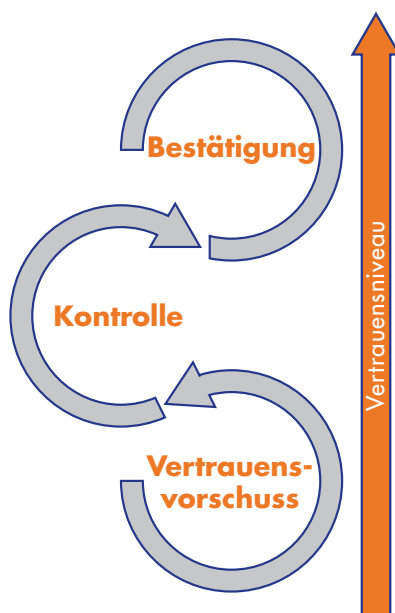 Bestätigung
Kontrolle
Vertrauens-
vorschuss
Vertrauensniveau